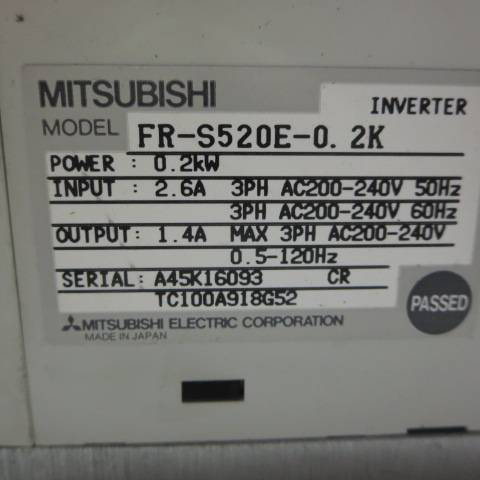 MITSUBISHI
INVERTER
MODEL FR-S520E-0.2K
POWER : 0.2kW
INPUT : 2.6A 3PH AC200-240V 50Hz
3PH AC200-240V 60Hz
OUTPUT: 1.4A MAX 3PH AC200-240V
0.5-120Hz
SERIAL: A45K16093 CR
TC100A918G52
PASSED
MITSUBISHI ELECTRIC CORPORATION
MADE IN JAPAN